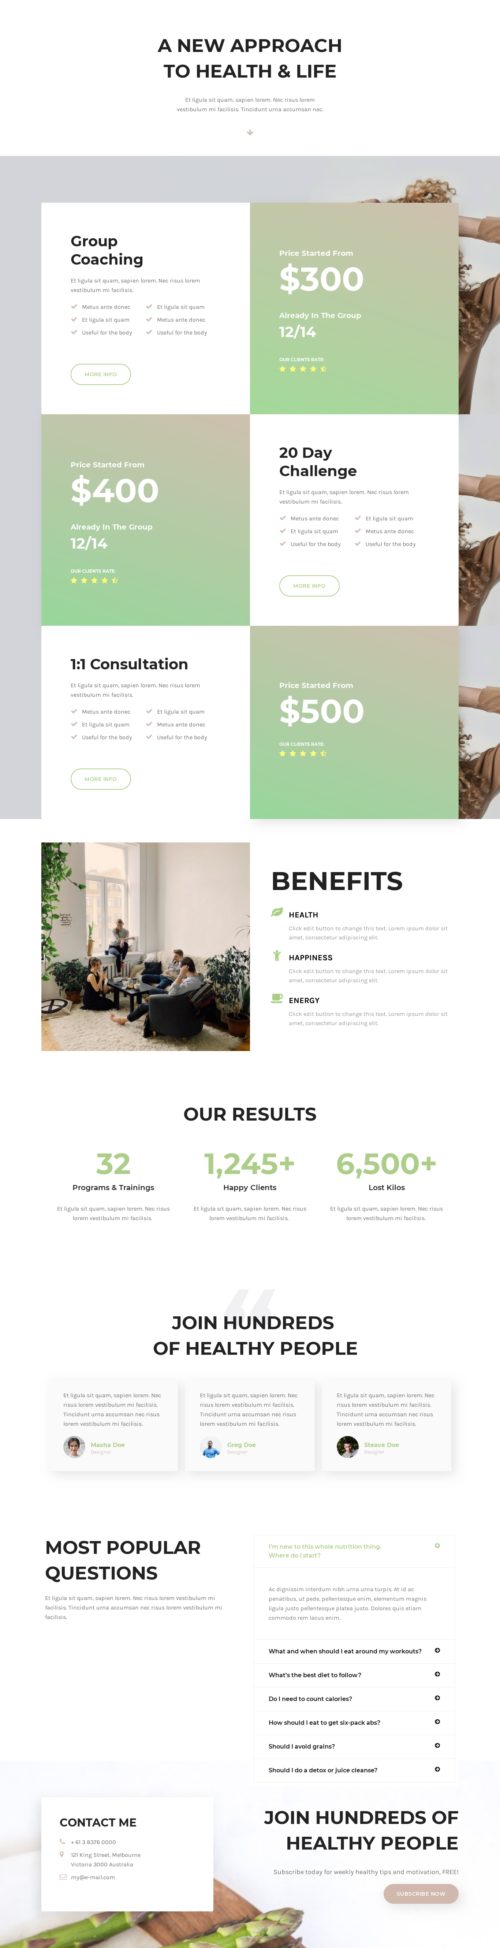 A NEW APPROACH
TO HEALTH & LIFE
Et ligula sit quam, sapien lorem. Nec risus lorem
vestibulum mi facilisis. Tincidunt urna accumsan nec.
Group
Coaching
Et ligula sit quam, sapien lorem. Nec risus lorem
vestibulum mi facilisis.
Metus ante donec
Et ligula sit quam
Et ligula sit quam
Metus ante donec
Useful for the body
Useful for the body
MORE INFO
Price Started From
$300
Already In The Group
12/14
OUR CLIENTS RATE:
Price Started From
$400
Already In The Group
12/14
OUR CLIENTS RATE:
20 Day
Challenge
Et ligula sit quam, sapien lorem. Nec risus lorem
vestibulum mi facilisis.
Metus ante donec
Et ligula sit quam
Et ligula sit quam
Metus ante donec
Useful for the body
Useful for the body
MORE INFO
1:1 Consultation
Et ligula sit quam, sapien lorem. Nec risus lorem
vestibulum mi facilisis.
Metus ante donec
Et ligula sit quam
Et ligula sit quam
Metus ante donec
Useful for the body
Useful for the body
MORE INFO
Price Started From
$500
OUR CLIENTS RATE:
BENEFITS
HEALTH
Click edit button to change this text. Lorem ipsum dolor sit
amet, consectetur adipiscing elit.
HAPPINESS
Click edit button to change this text. Lorem ipsum dolor sit
amet, consectetur adipiscing elit.
ENERGY
Click edit button to change this text. Lorem ipsum dolor sit
amet, consectetur adipiscing elit.
OUR RESULTS
32
Programs & Trainings
Et ligula sit quam, sapien lorem. Nec risus
lorem vestibulum mi facilisis.
1,245+
Happy Clients
Et ligula sit quam, sapien lorem. Nec risus
lorem vestibulum mi facilisis.
6,500+
Lost Kilos
Et ligula sit quam, sapien lorem. Nec risus
lorem vestibulum mi facilisis.
“
JOIN HUNDREDS
OF HEALTHY PEOPLE
Et ligula sit quam, sapien lorem. Nec
risus lorem vestibulum mi facilisis.
Tincidunt urna accumsan nec risus
lorem vestibulum mi facilisis.
Masha Doe
Designer
Et ligula sit quam, sapien lorem. Nec
risus lorem vestibulum mi facilisis.
Tincidunt urna accumsan nec risus
lorem vestibulum mi facilisis.
Greg Doe
Designer
Et ligula sit quam, sapien lorem. Nec
risus lorem vestibulum mi facilisis.
Tincidunt urna accumsan nec risus
lorem vestibulum mi facilisis.
Steave Doe
Designer
MOST POPULAR
QUESTIONS
Et ligula sit quam, sapien lorem. Nec risus lorem vestibulum mi
facilisis. Tincidunt urna accumsan nec risus lorem vestibulum mi
facilisis.
I'm new to this whole nutrition thing.
Where do I start?
Ac dignissim interdum nibh urna urna turpis. At id ac
penatibus, ut pede, pellentesque enim, elementum magnis
ligula justo pellentesque platea justo. Dolores quis etiam
commodo rem lacus enim.
What and when should I eat around my workouts?
What's the best diet to follow?
Do I need to count calories?
How should I eat to get six-pack abs?
Should I avoid grains?
Should I do a detox or juice cleanse?
CONTACT ME
+ 61 3 8376 0000
121 King Street, Melbourne
Victoria 3000 Australia
my@e-mail.com
JOIN HUNDREDS OF
HEALTHY PEOPLE
Subscribe today for weekly healthy tips and motivation, FREE!
SUBSCRIBE NOW